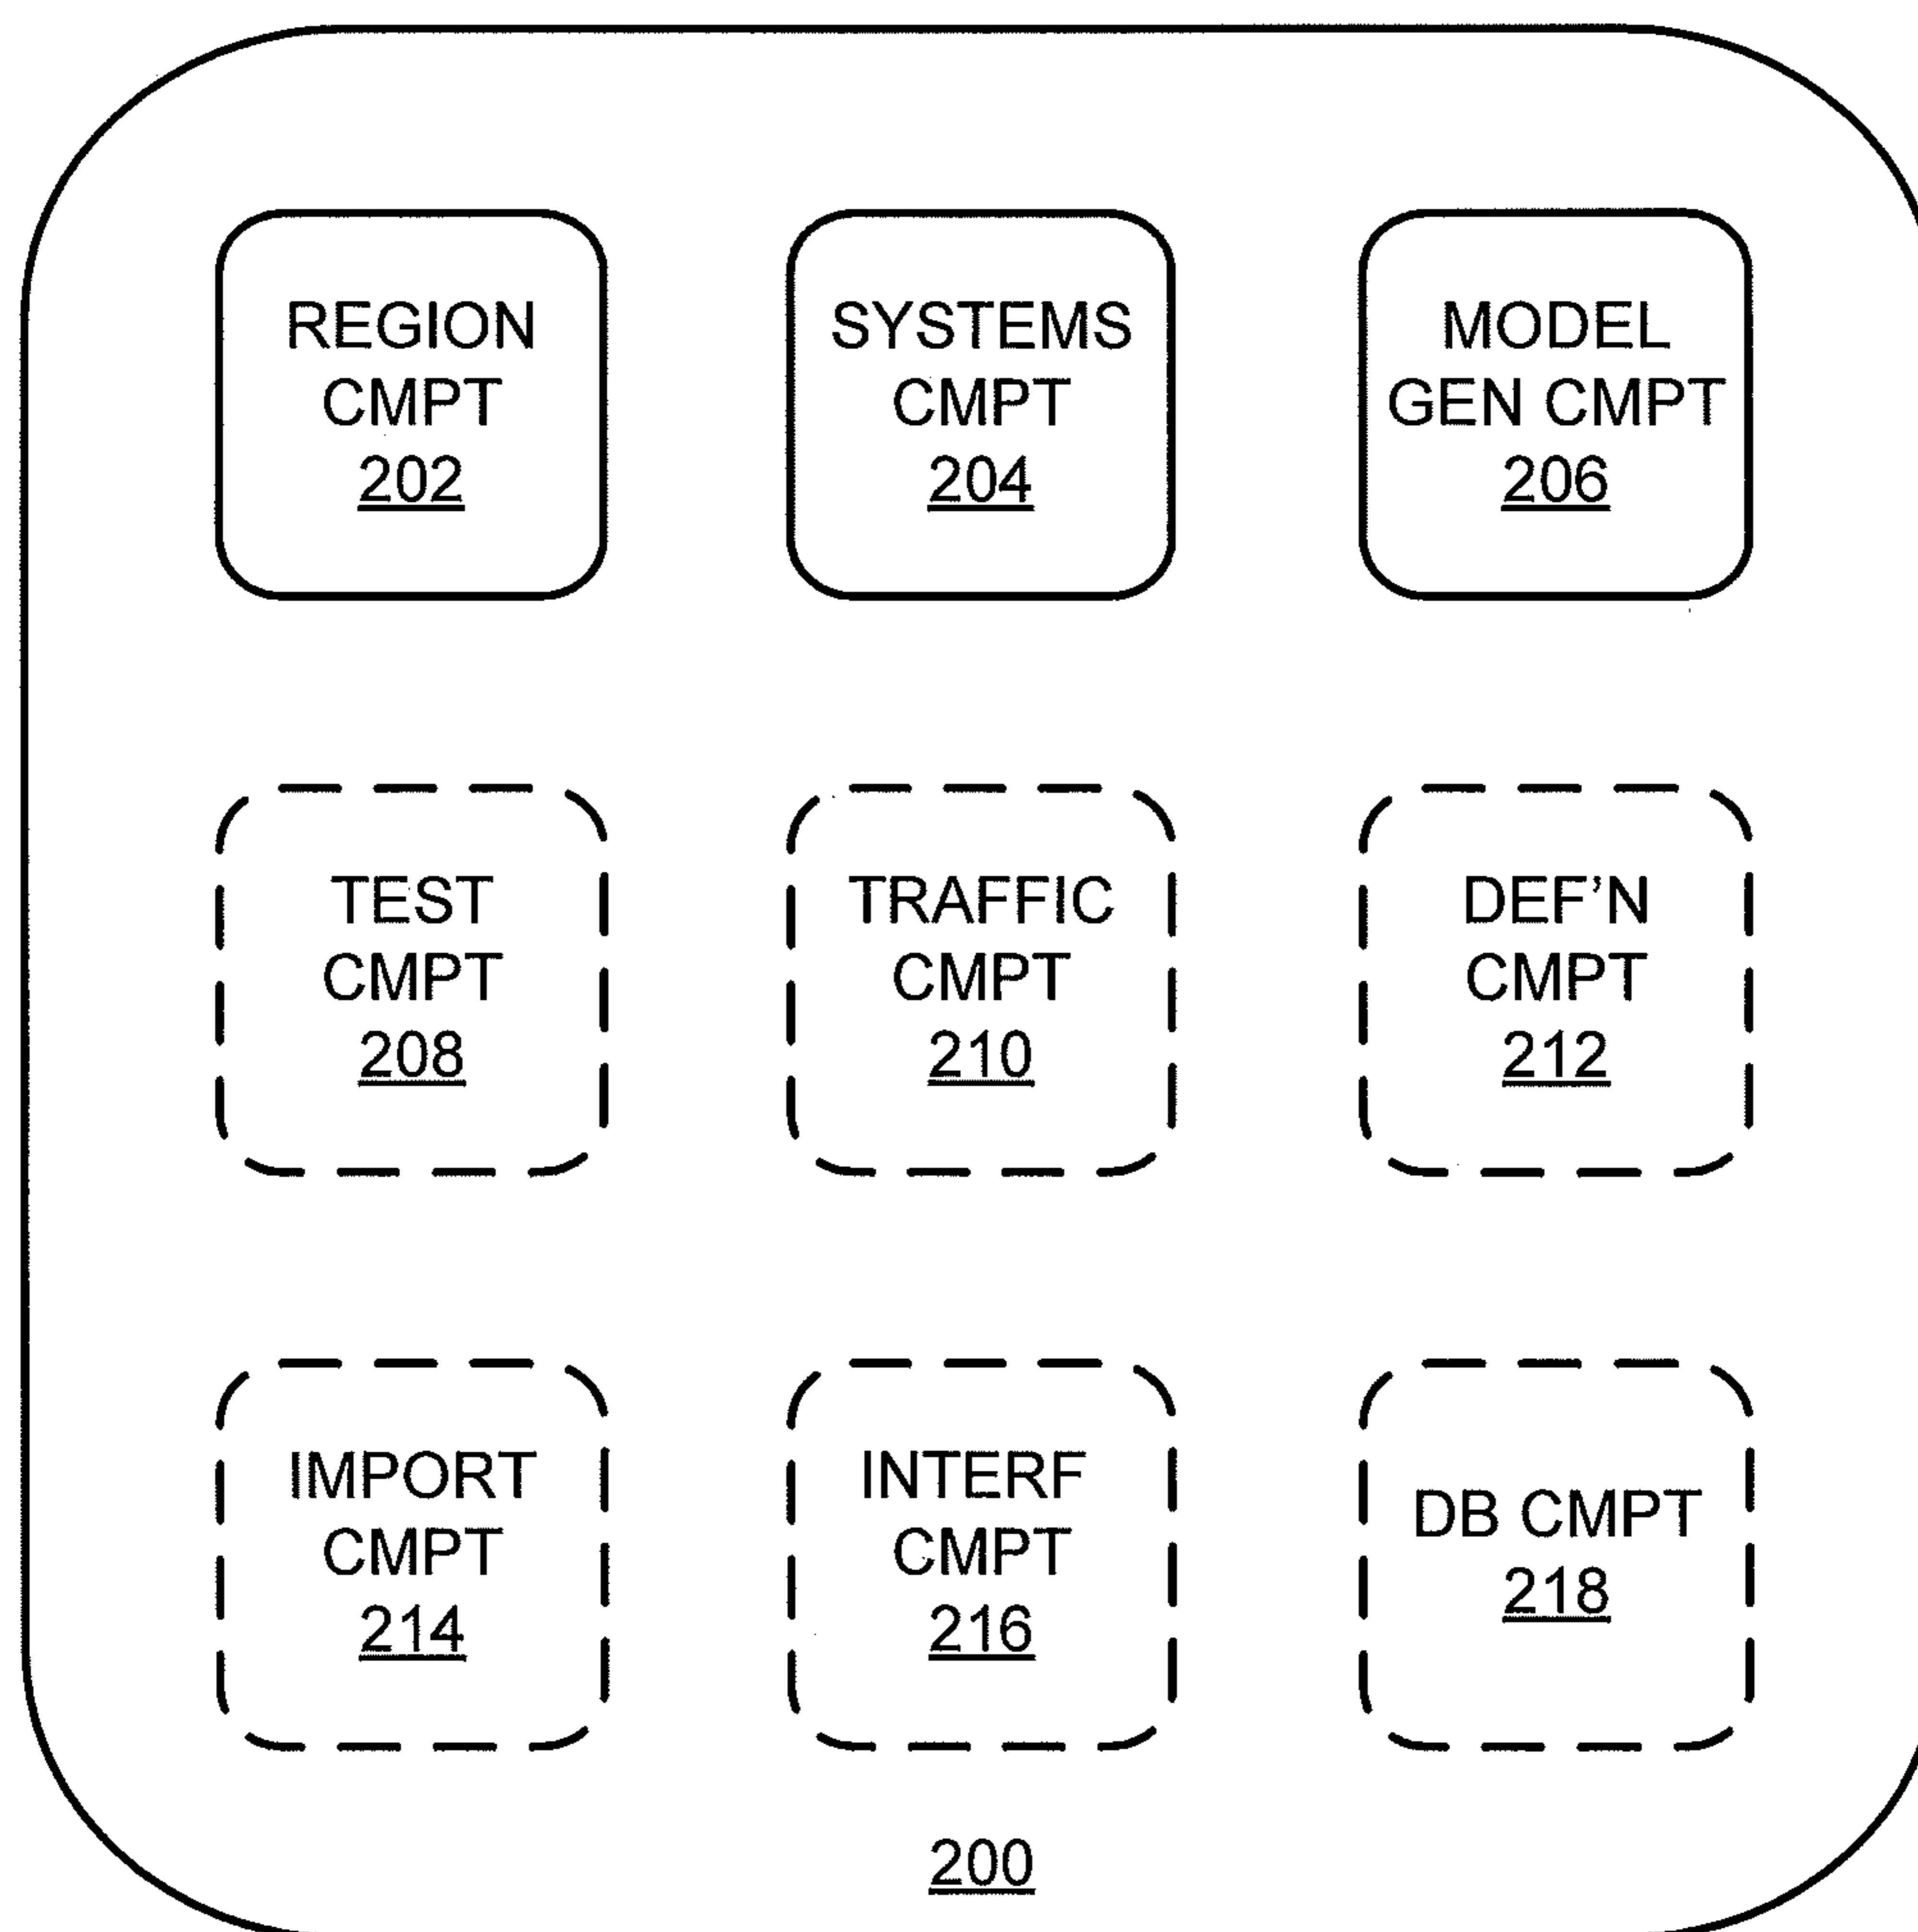 REGION
CMPT
202
SYSTEMS
CMPT
204
MODEL
GEN CMPT
206
TEST
CMPT
208
TRAFFIC
CMPT
210
DEF'N
CMPT
212
IMPORT
CMPT
214
INTERF
CMPT
216
DB CMPT
218
200